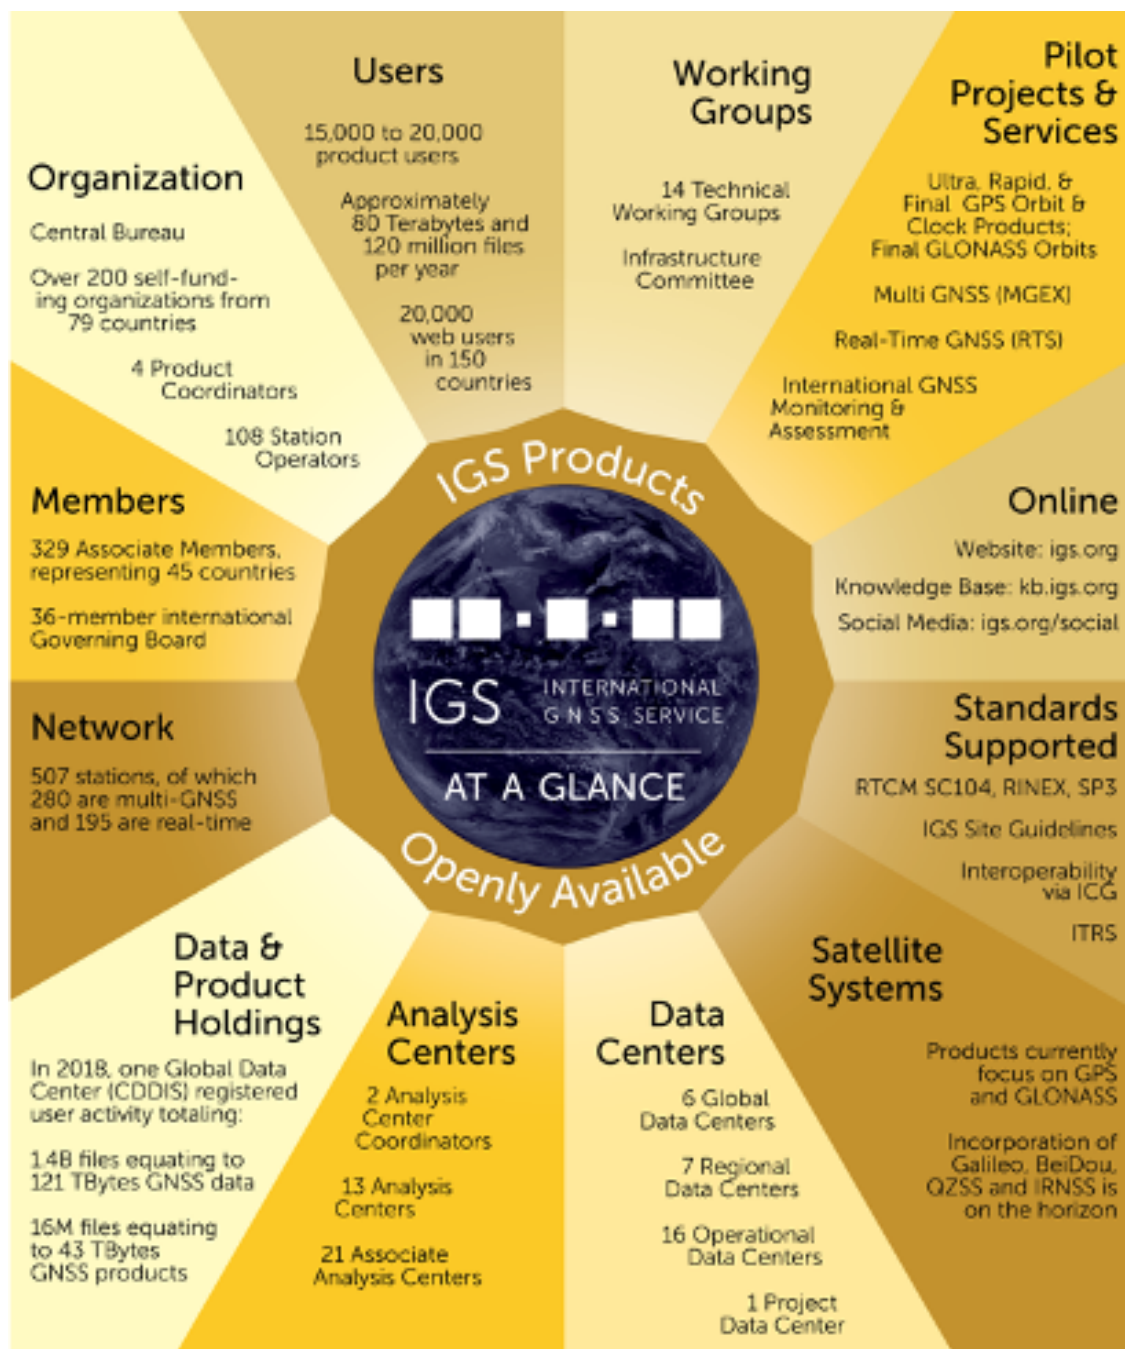 Users
15,000 to 20,000
product users
Approximately
80 Terabytes and
120 million files
per year
20,000
web users
in 150
countries
Working
Groups
14 Technical
Working Groups
Infrastructure
Committee
Pilot
Projects &
Services
Ultra, Rapid, &
Final GPS Orbit &
Clock Products;
Final GLONASS Orbits
Multi GNSS (MGEX)
Real-Time GNSS (RTS)
International GNSS
Monitoring &
Assessment
Organization
Central Bureau
Over 200 self-fund-
ing organizations from
79 countries
4 Product
Coordinators
108 Station
Operators
Members
329 Associate Members,
representing 45 countries
36-member international
Governing Board
Online
Website: igs.org
Knowledge Base: kb.igs.org
Social Media: igs.org/social
IGS Products
IGS
INTERNATIONAL
GNSS SERVICE
AT A GLANCE
Openly Available
Network
507 stations, of which
280 are multi-GNSS
and 195 are real-time
Standards
Supported
RTCM SC104, RINEX, SP3
IGS Site Guidelines
Interoperability
via ICG
ITRS
Data &
Product
Holdings
In 2018, one Global Data
Center (CDDIS) registered
user activity totaling:
1.4B files equating to
121 TBytes GNSS data
16M files equating
to 43 TBytes
GNSS products
Analysis
Centers
2 Analysis
Center
Coordinators
13 Analysis
Centers
21 Associate
Analysis Centers
Data
Centers
6 Global
Data Centers
7 Regional
Data Centers
16 Operational
Data Centers
1 Project
Data Center
Satellite
Systems
Products currently
focus on GPS
and GLONASS
Incorporation of
Galileo, BeiDou,
QZSS and IRNSS is
on the horizon